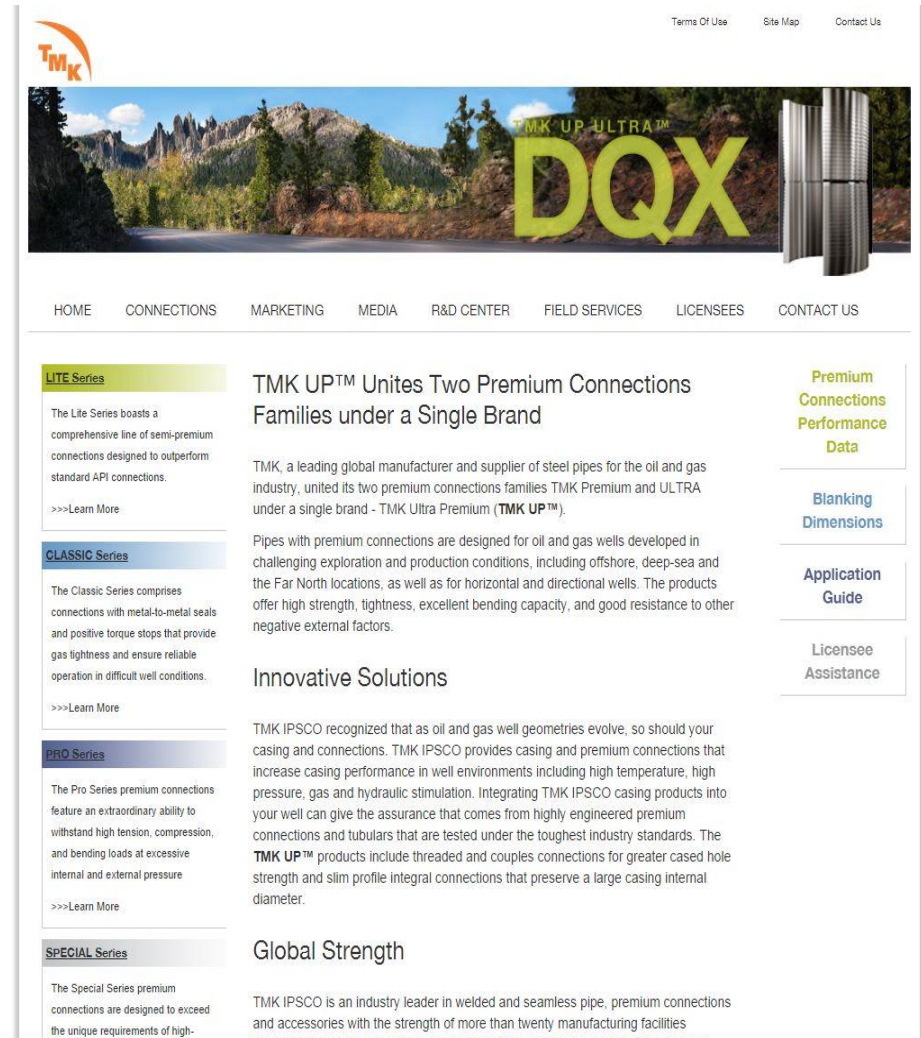 Terms Of Use Site Map Contact Us
TMK
TMK UP ULTRA™
DQX
HOME CONNECTIONS MARKETING MEDIA R&D CENTER FIELD SERVICES LICENSEES CONTACT US
LITE Series
The Lite Series boasts a
comprehensive line of semi-premium
connections designed to outperform
standard API connections.
>>>Learn More
CLASSIC Series
The Classic Series comprises
connections with metal-to-metal seals
and positive torque stops that provide
gas tightness and ensure reliable
operation in difficult well conditions.
>>>Learn More
PRO Series
The Pro Series premium connections
feature an extraordinary ability to
withstand high tension, compression,
and bending loads at excessive
internal and external pressure
>>>Learn More
SPECIAL Series
The Special Series premium
connections are designed to exceed
the unique requirements of high-
TMK UP™ Unites Two Premium Connections
Families under a Single Brand
TMK, a leading global manufacturer and supplier of steel pipes for the oil and gas
industry, united its two premium connections families TMK Premium and ULTRA
under a single brand - TMK Ultra Premium (TMK UP™).
Pipes with premium connections are designed for oil and gas wells developed in
challenging exploration and production conditions, including offshore, deep-sea and
the Far North locations, as well as for horizontal and directional wells. The products
offer high strength, tightness, excellent bending capacity, and good resistance to other
negative external factors.
Innovative Solutions
TMK IPSCO recognized that as oil and gas well geometries evolve, so should your
casing and connections. TMK IPSCO provides casing and premium connections that
increase casing performance in well environments including high temperature, high
pressure, gas and hydraulic stimulation. Integrating TMK IPSCO casing products into
your well can give the assurance that comes from highly engineered premium
connections and tubulars that are tested under the toughest industry standards. The
TMK UP™ products include threaded and couples connections for greater cased hole
strength and slim profile integral connections that preserve a large casing internal
diameter.
Global Strength
TMK IPSCO is an industry leader in welded and seamless pipe, premium connections
and accessories with the strength of more than twenty manufacturing facilities
Premium
Connections
Performance
Data
Blanking
Dimensions
Application
Guide
Licensee
Assistance